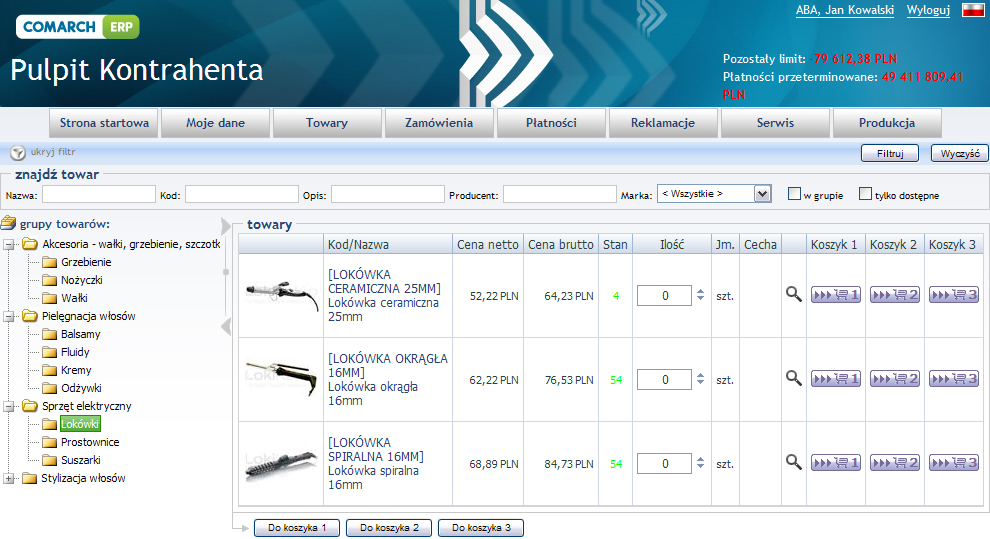 ABA, Jan Kowalski Wyloguj
COMARCH ERP
Pulpit Kontrahenta
Pozostały limit: 79 612,38 PLN
Płatności przeterminowane: 49 411 809,41
PLN
Strona startowa Moje dane Towary Zamówienia Płatności Reklamacje Serwis Produkcja
ukryj filtr Filtruj Wyczyść
znajdź towar
Nazwa: Kod: Opis: Producent: Marka: < Wszystkie > w grupie tylko dostępne
grupy towarów:
Akcesoria - wałki, grzebienie, szczotk
Grzebienie
Nożyczki
Wałki
Pielęgnacja włosów
Balsamy
Fluidy
Kremy
Odżywki
Sprzęt elektryczny
Lokówki
Prostownice
Suszarki
Stylizacja włosów
towary
Kod/Nazwa Cena netto Cena brutto Stan Ilość Jm. Cecha Koszyk 1 Koszyk 2 Koszyk 3
[LOKÓWKA
CERAMICZNA 25MM]
Lokówka ceramiczna
25mm
52,22 PLN 64,23 PLN 4 0 szt. 1 2 3
[LOKÓWKA OKRĄGŁA
16MM]
Lokówka okrągła
16mm
62,22 PLN 76,53 PLN 54 0 szt. 1 2 3
[LOKÓWKA
SPIRALNA 16MM]
Lokówka spiralna
16mm
68,89 PLN 84,73 PLN 54 0 szt. 1 2 3
Do koszyka 1 Do koszyka 2 Do koszyka 3